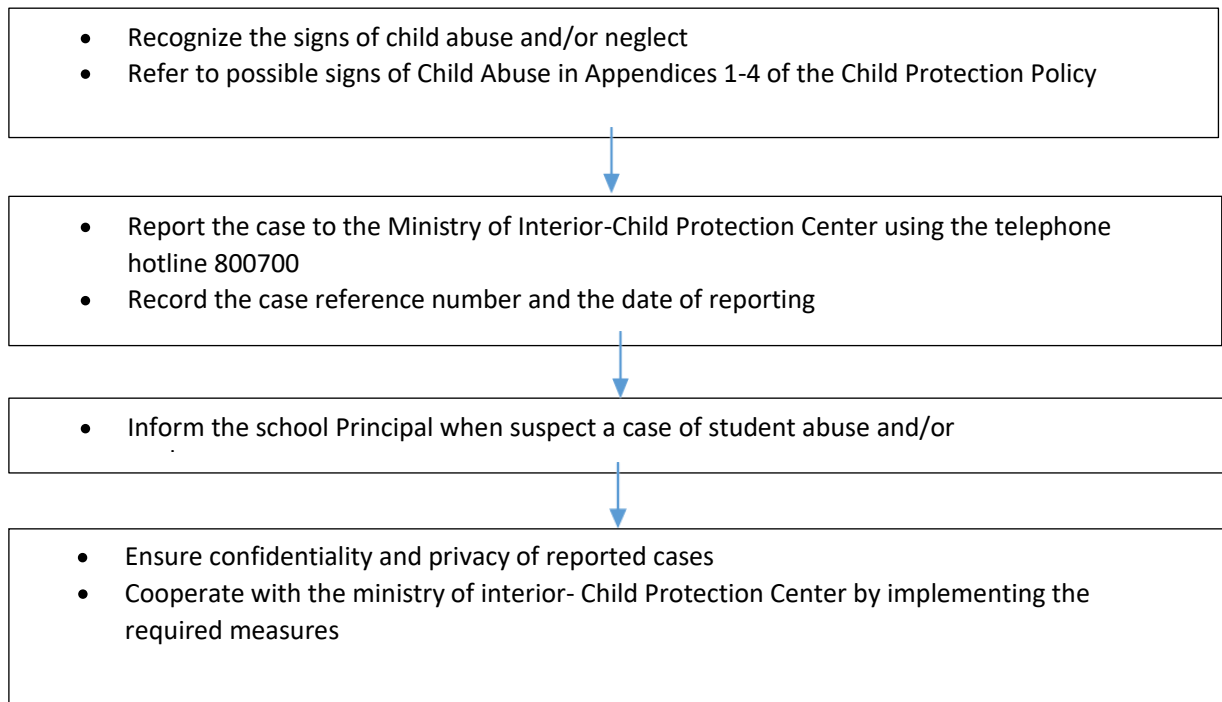 • Recognize the signs of child abuse and/or neglect
• Refer to possible signs of Child Abuse in Appendices 1-4 of the Child Protection Policy
• Report the case to the Ministry of Interior-Child Protection Center using the telephone
hotline 800700
• Record the case reference number and the date of reporting
• Inform the school Principal when suspect a case of student abuse and/or
• Ensure confidentiality and privacy of reported cases
• Cooperate with the ministry of interior- Child Protection Center by implementing the
required measures